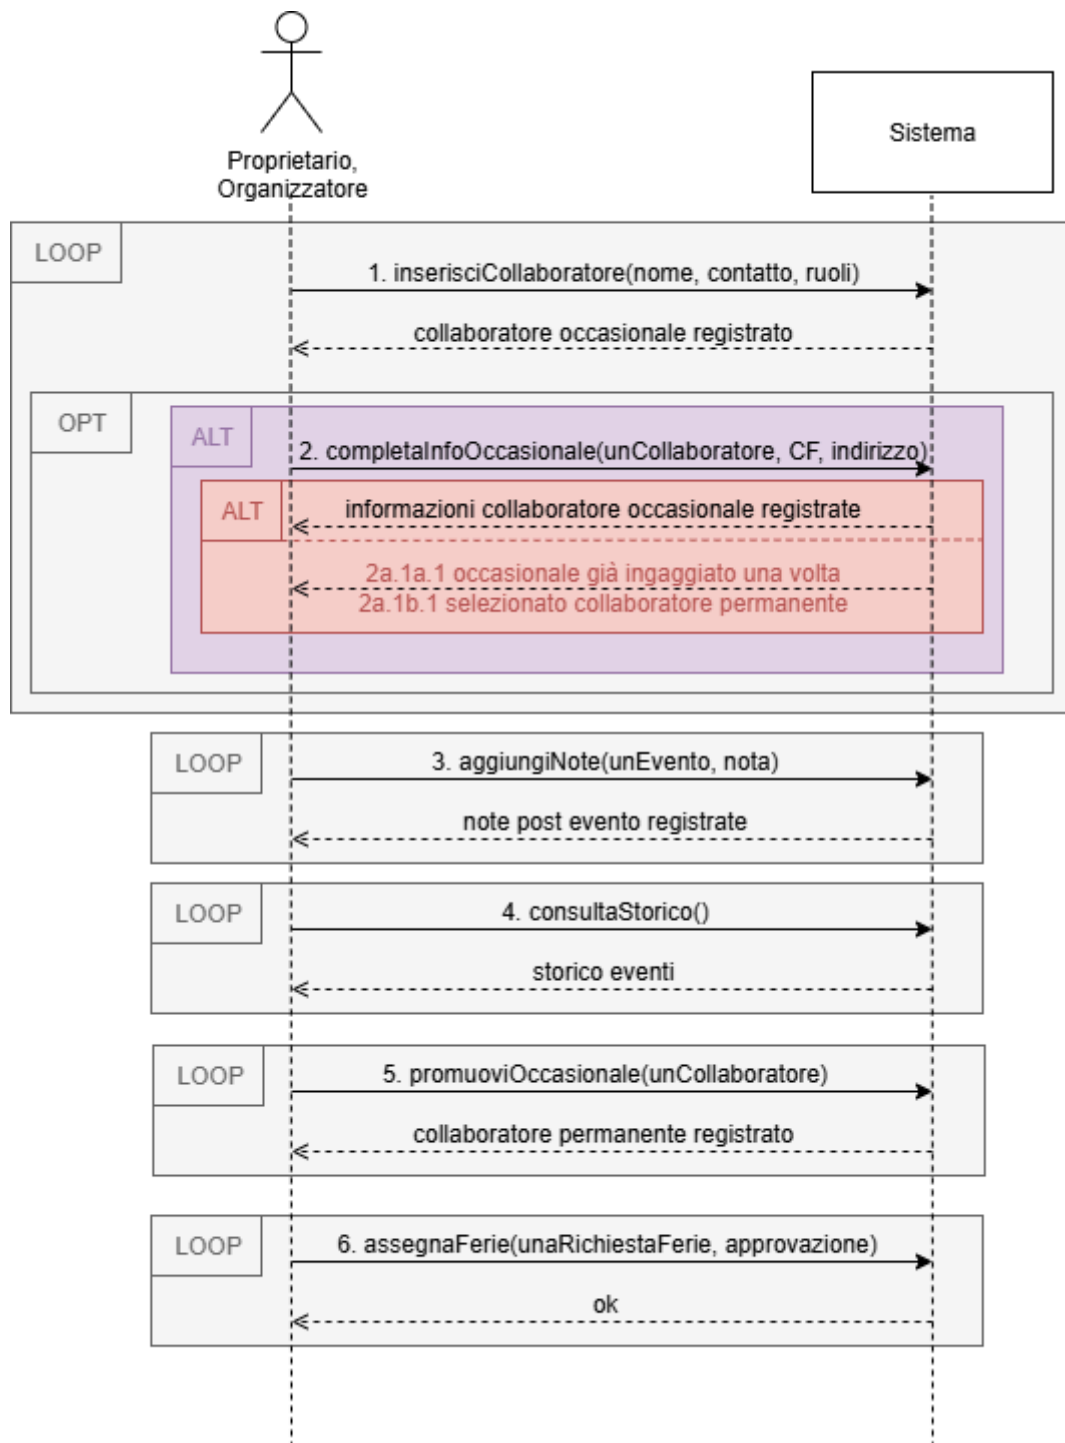 Proprietario,
Organizzatore
Sistema
LOOP
1. inserisciCollaboratore(nome, contatto, ruoli)
collaboratore occasionale registrato
OPT
ALT
2. completaInfoOccasionale(unCollaboratore, CF, indirizzo)
ALT
informazioni collaboratore occasionale registrate
2a.1a.1 occasionale già ingaggiato una volta
2a.1b.1 selezionato collaboratore permanente
LOOP
3. aggiungiNote(unEvento, nota)
note post evento registrate
LOOP
4. consultaStorico()
storico eventi
LOOP
5. promuoviOccasionale(unCollaboratore)
collaboratore permanente registrato
LOOP
6. assegnaFerie(unaRichiestaFerie, approvazione)
ok